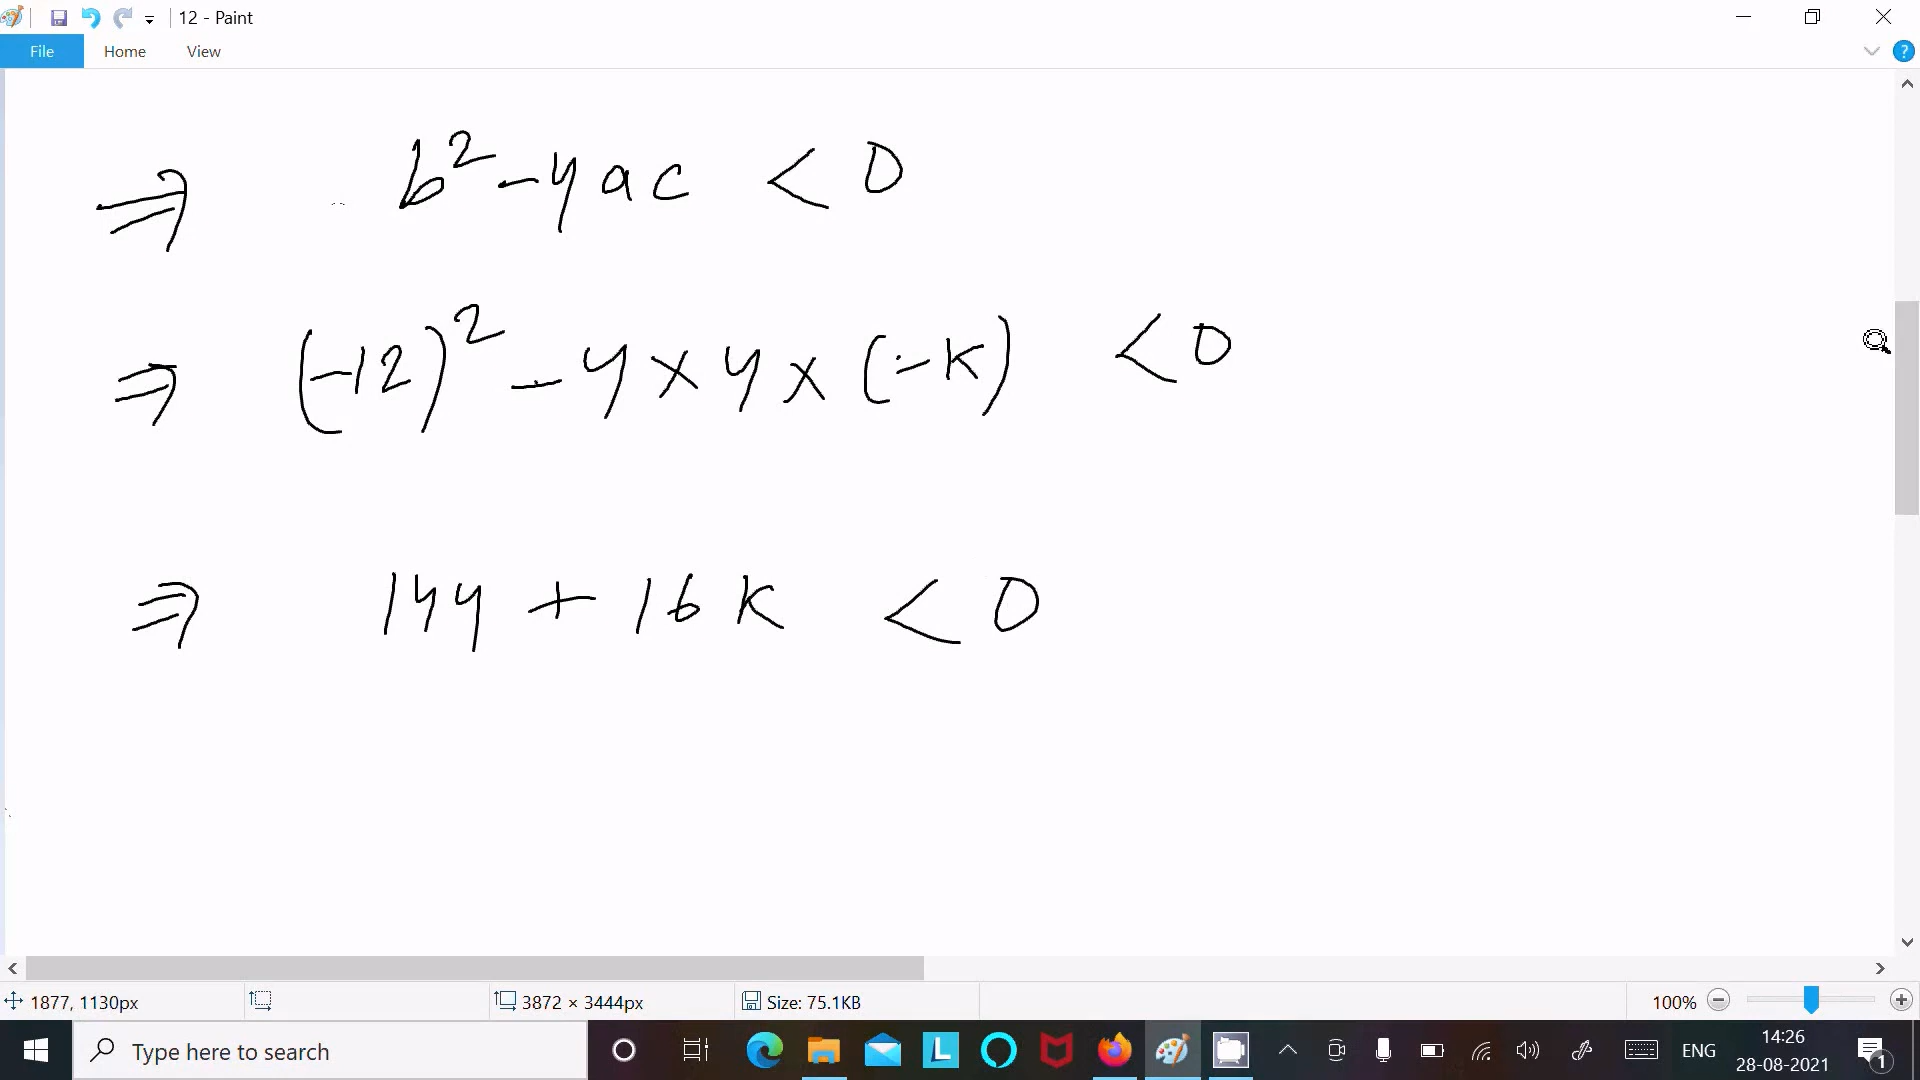 12 - Paint
File Home View
⇒ b² - 4ac < 0
⇒ (-12)² - 4 × 4 × (-k) < 0
⇒ 144 + 16k < 0
1877, 1130px 3872 × 3444px Size: 75.1KB 100%
Type here to search
L
ENG
14:26
28-08-2021
1